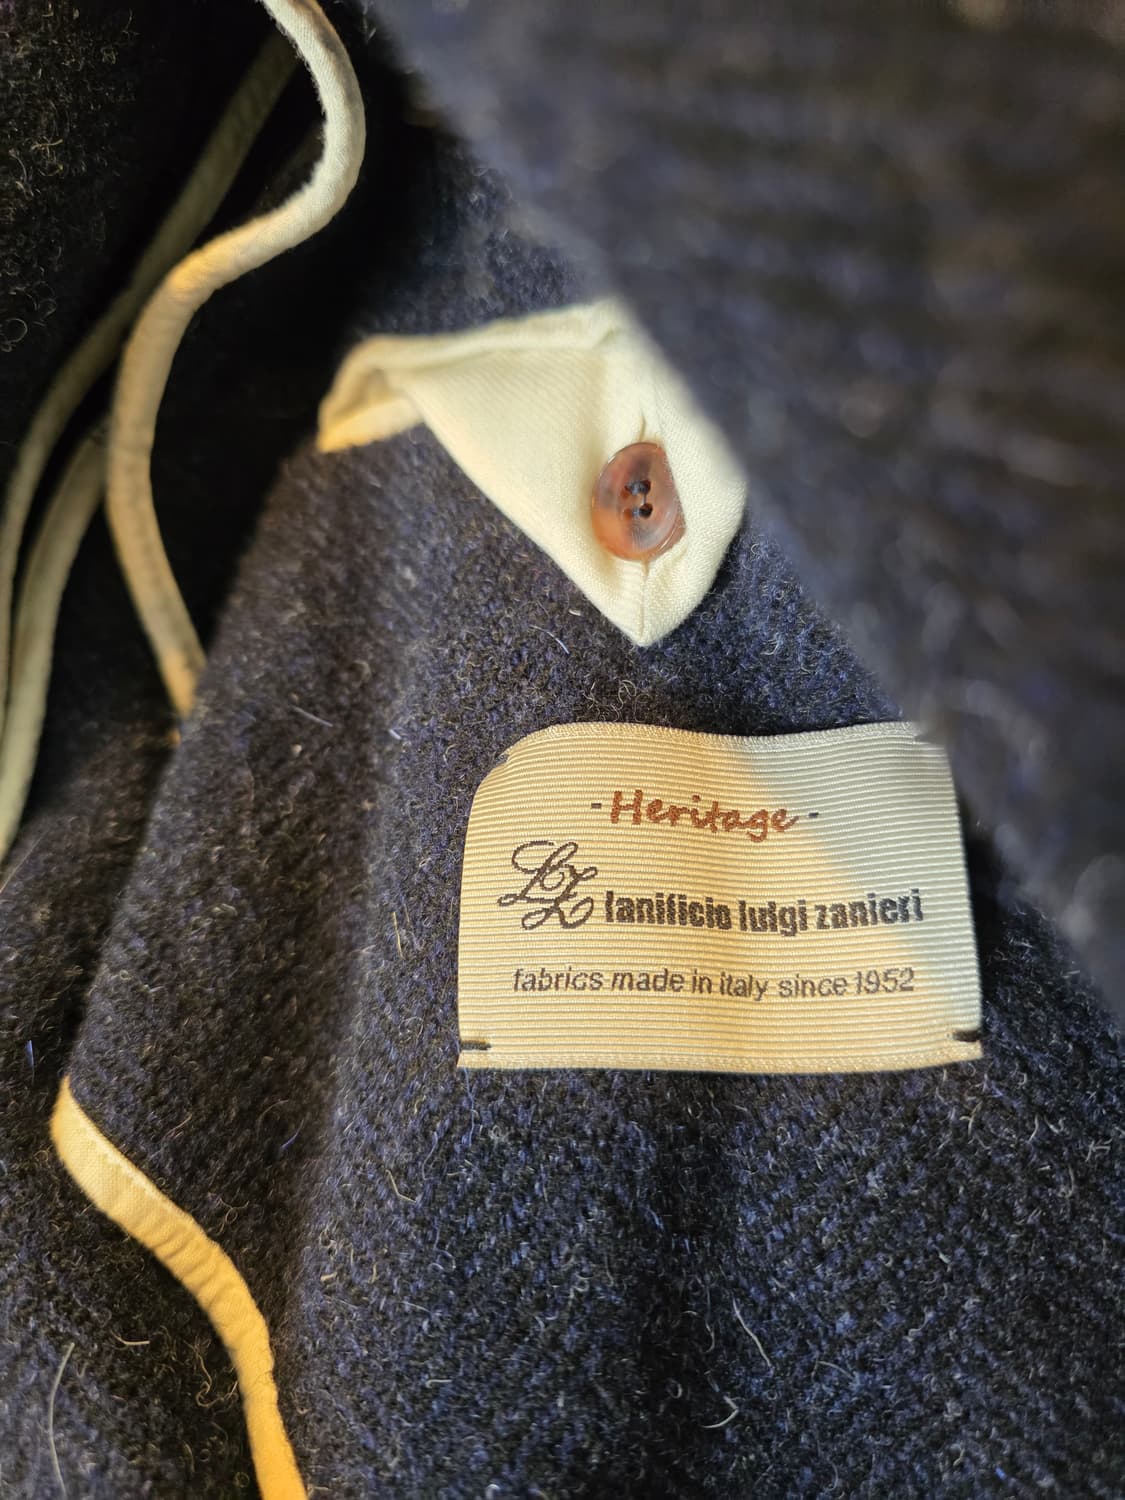 - Heritage -
LZ lanificio luigi zanieri
fabrics made in italy since 1952